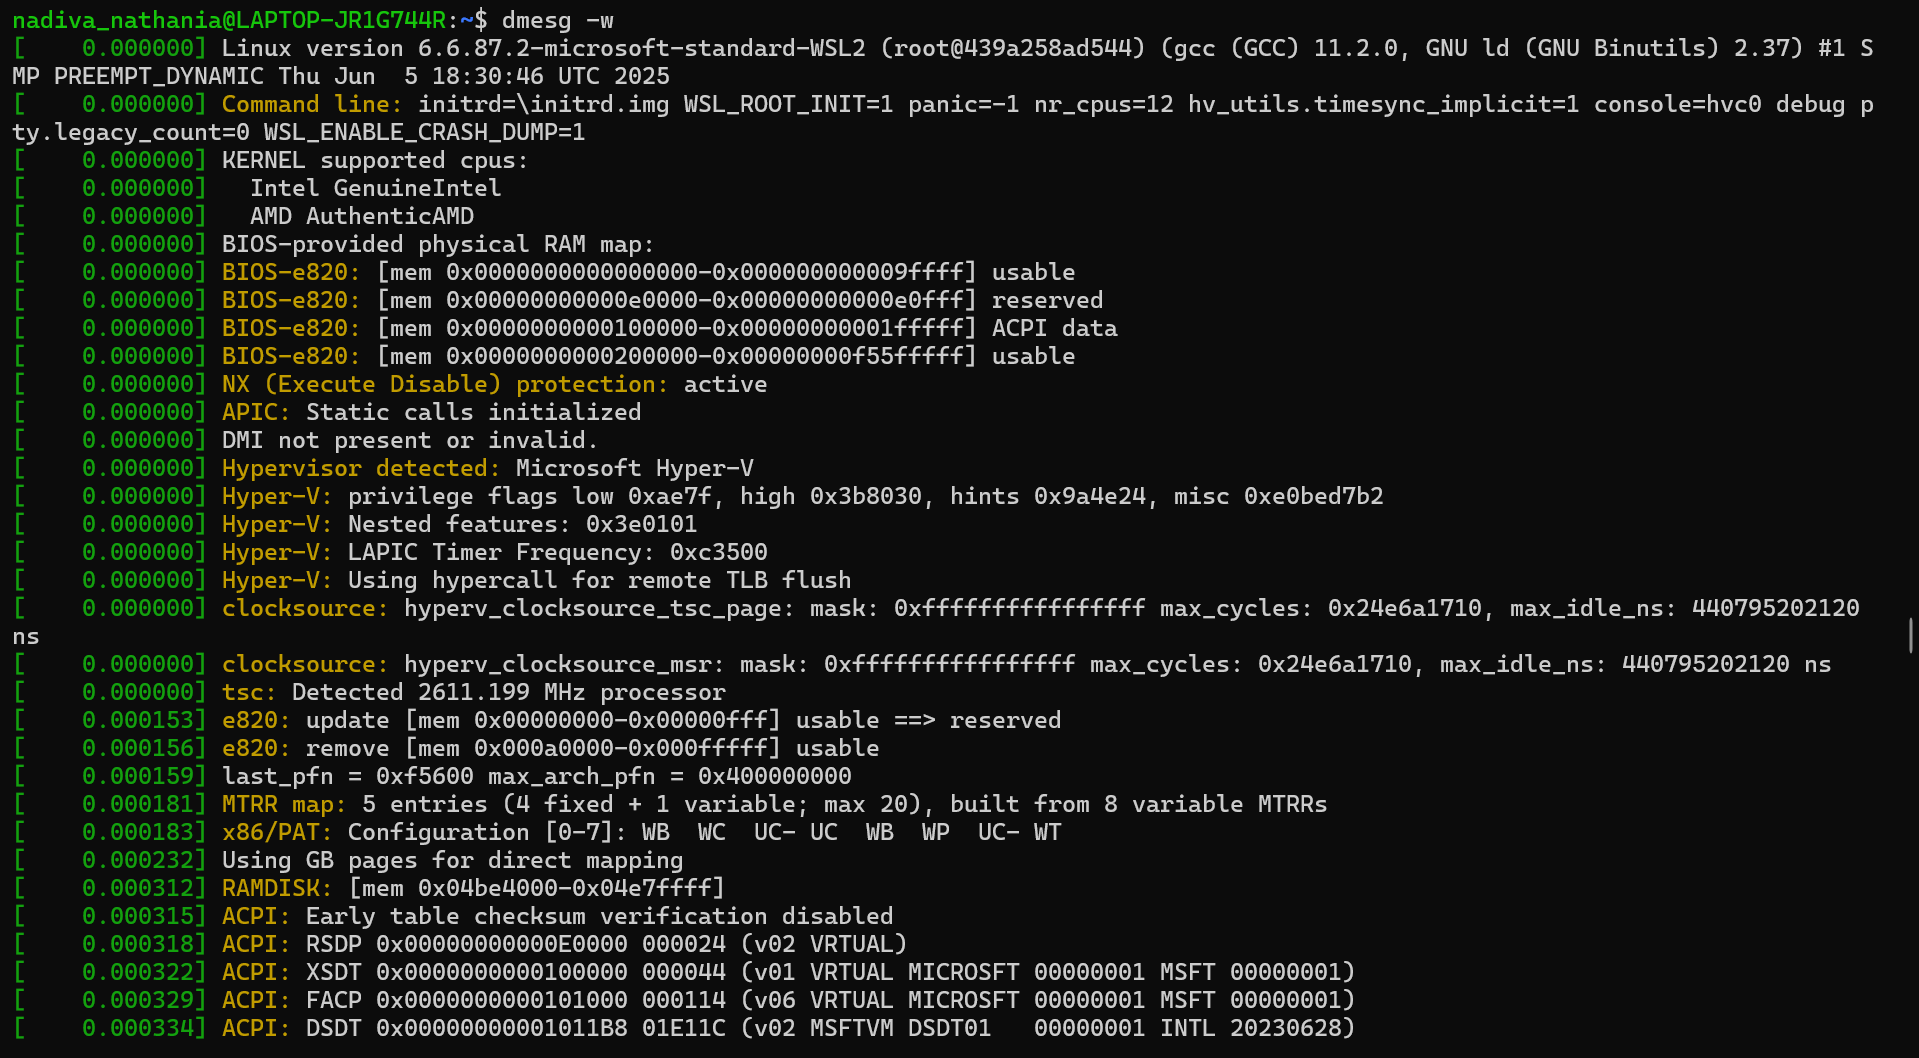 nadiva_nathania@LAPTOP-JR1G744R:~$ dmesg -w
[    0.000000] Linux version 6.6.87.2-microsoft-standard-WSL2 (root@439a258ad544) (gcc (GCC) 11.2.0, GNU ld (GNU Binutils) 2.37) #1 S
MP PREEMPT_DYNAMIC Thu Jun  5 18:30:46 UTC 2025
[    0.000000] Command line: initrd=\initrd.img WSL_ROOT_INIT=1 panic=-1 nr_cpus=12 hv_utils.timesync_implicit=1 console=hvc0 debug p
ty.legacy_count=0 WSL_ENABLE_CRASH_DUMP=1
[    0.000000] KERNEL supported cpus:
[    0.000000]   Intel GenuineIntel
[    0.000000]   AMD AuthenticAMD
[    0.000000] BIOS-provided physical RAM map:
[    0.000000] BIOS-e820: [mem 0x0000000000000000-0x000000000009ffff] usable
[    0.000000] BIOS-e820: [mem 0x00000000000e0000-0x00000000000e0fff] reserved
[    0.000000] BIOS-e820: [mem 0x0000000000100000-0x00000000001fffff] ACPI data
[    0.000000] BIOS-e820: [mem 0x0000000000200000-0x00000000f55fffff] usable
[    0.000000] NX (Execute Disable) protection: active
[    0.000000] APIC: Static calls initialized
[    0.000000] DMI not present or invalid.
[    0.000000] Hypervisor detected: Microsoft Hyper-V
[    0.000000] Hyper-V: privilege flags low 0xae7f, high 0x3b8030, hints 0x9a4e24, misc 0xe0bed7b2
[    0.000000] Hyper-V: Nested features: 0x3e0101
[    0.000000] Hyper-V: LAPIC Timer Frequency: 0xc3500
[    0.000000] Hyper-V: Using hypercall for remote TLB flush
[    0.000000] clocksource: hyperv_clocksource_tsc_page: mask: 0xffffffffffffffff max_cycles: 0x24e6a1710, max_idle_ns: 440795202120
ns
[    0.000000] clocksource: hyperv_clocksource_msr: mask: 0xffffffffffffffff max_cycles: 0x24e6a1710, max_idle_ns: 440795202120 ns
[    0.000000] tsc: Detected 2611.199 MHz processor
[    0.000153] e820: update [mem 0x00000000-0x00000fff] usable ==> reserved
[    0.000156] e820: remove [mem 0x000a0000-0x000fffff] usable
[    0.000159] last_pfn = 0xf5600 max_arch_pfn = 0x400000000
[    0.000181] MTRR map: 5 entries (4 fixed + 1 variable; max 20), built from 8 variable MTRRs
[    0.000183] x86/PAT: Configuration [0-7]: WB  WC  UC- UC  WB  WP  UC- WT
[    0.000232] Using GB pages for direct mapping
[    0.000312] RAMDISK: [mem 0x04be4000-0x04e7ffff]
[    0.000315] ACPI: Early table checksum verification disabled
[    0.000318] ACPI: RSDP 0x00000000000E0000 000024 (v02 VRTUAL)
[    0.000322] ACPI: XSDT 0x0000000000100000 000044 (v01 VRTUAL MICROSFT 00000001 MSFT 00000001)
[    0.000329] ACPI: FACP 0x0000000000101000 000114 (v06 VRTUAL MICROSFT 00000001 MSFT 00000001)
[    0.000334] ACPI: DSDT 0x00000000001011B8 01E11C (v02 MSFTVM DSDT01   00000001 INTL 20230628)